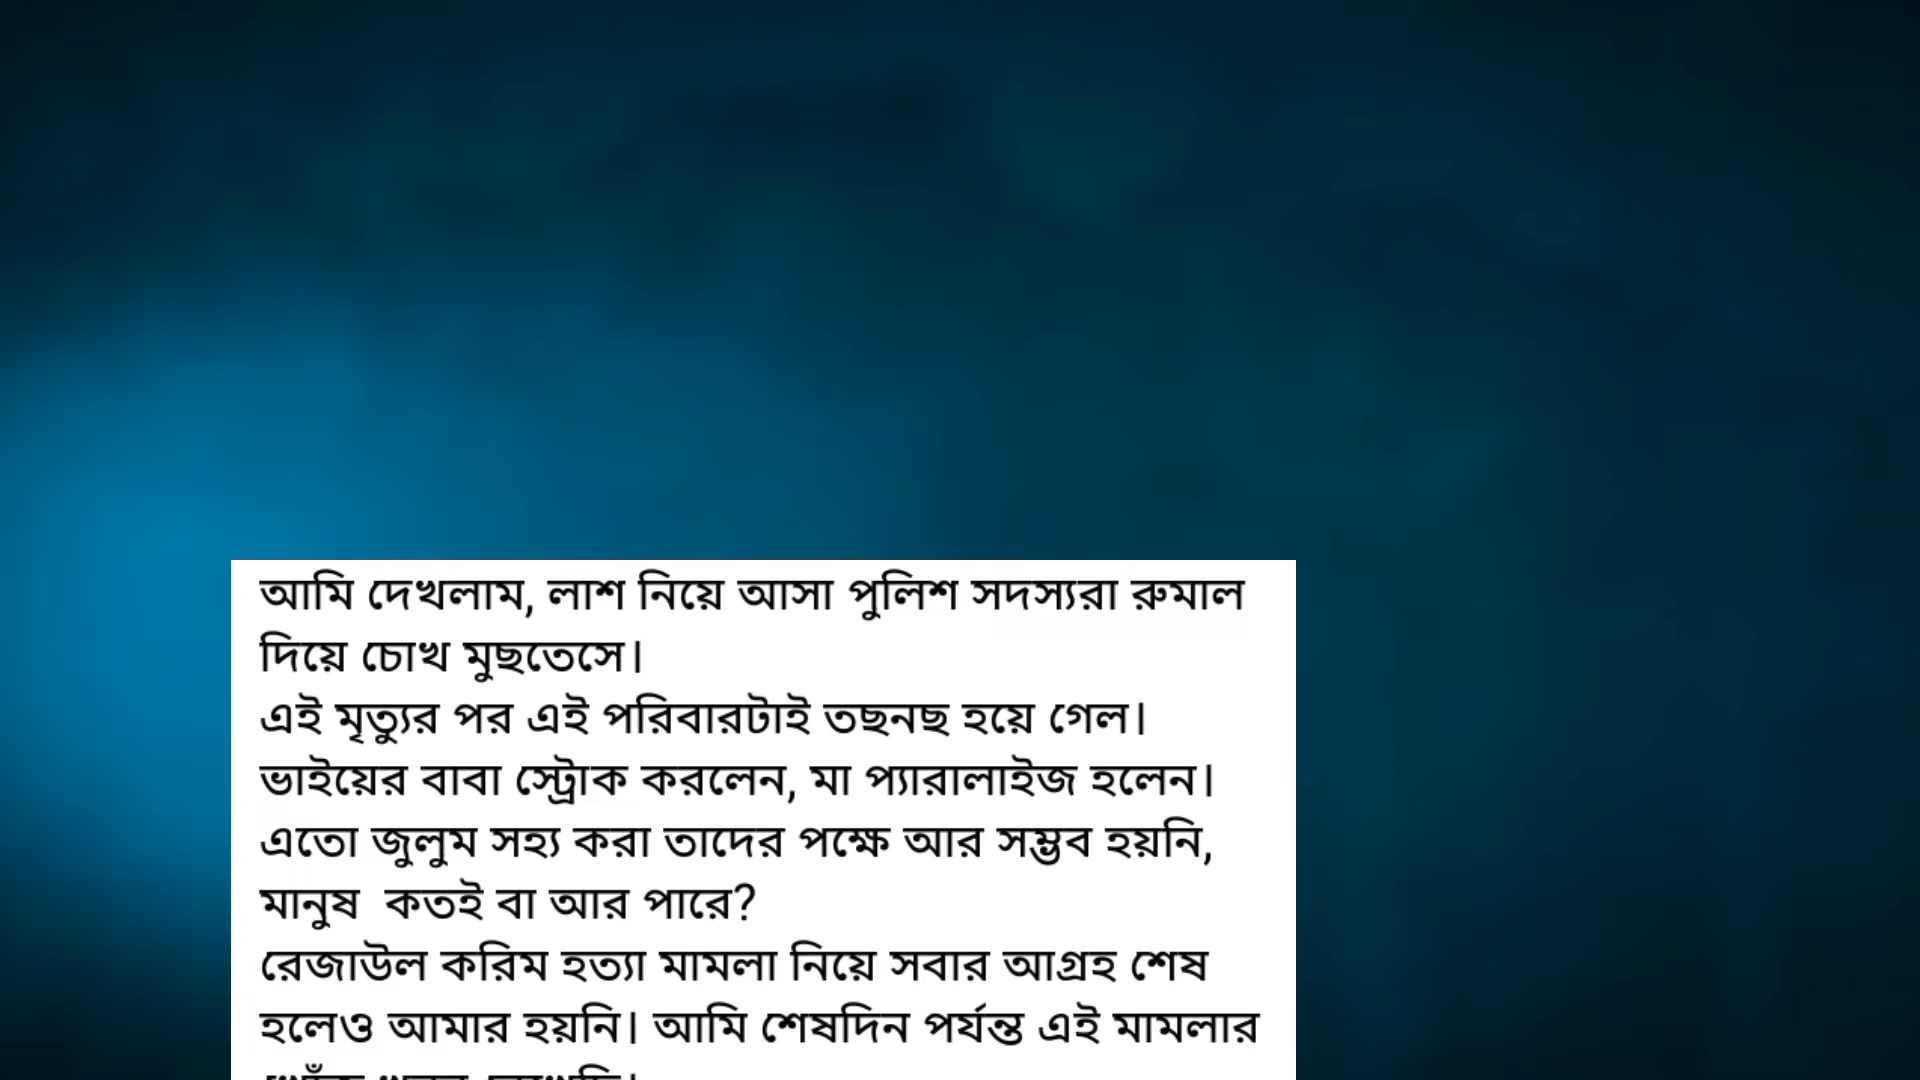 আমি দেখলাম, লাশ নিয়ে আসা পুলিশ সদস্যরা রুমাল
দিয়ে চোখ মুছতেসে।
এই মৃত্যুর পর এই পরিবারটাই তছনছ হয়ে গেল।
ভাইয়ের বাবা স্ট্রোক করলেন, মা প্যারালাইজ হলেন।
এতো জুলুম সহ্য করা তাদের পক্ষে আর সম্ভব হয়নি,
মানুষ  কতই বা আর পারে?
রেজাউল করিম হত্যা মামলা নিয়ে সবার আগ্রহ শেষ
হলেও আমার হয়নি। আমি শেষদিন পর্যন্ত এই মামলার